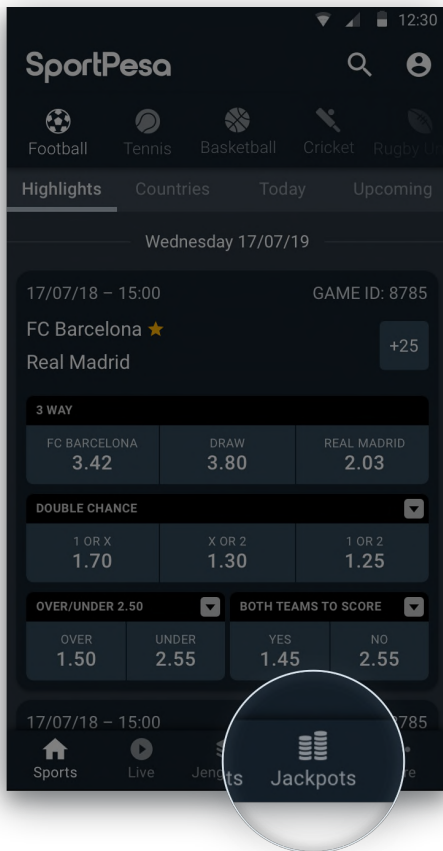 12:30
SportPesa
Football Tennis Basketball Cricket Rugby
Highlights Countries Today Upcoming
Wednesday 17/07/19
17/07/18 – 15:00 GAME ID: 8785
FC Barcelona
+25
Real Madrid
3 WAY
FC BARCELONA DRAW REAL MADRID
3.42 3.80 2.03
DOUBLE CHANCE
1 OR X X OR 2 1 OR 2
1.70 1.30 1.25
OVER/UNDER 2.50 BOTH TEAMS TO SCORE
OVER UNDER YES NO
1.50 2.55 1.45 2.55
17/07/18 – 15:00 8785
Sports Live Jackpots